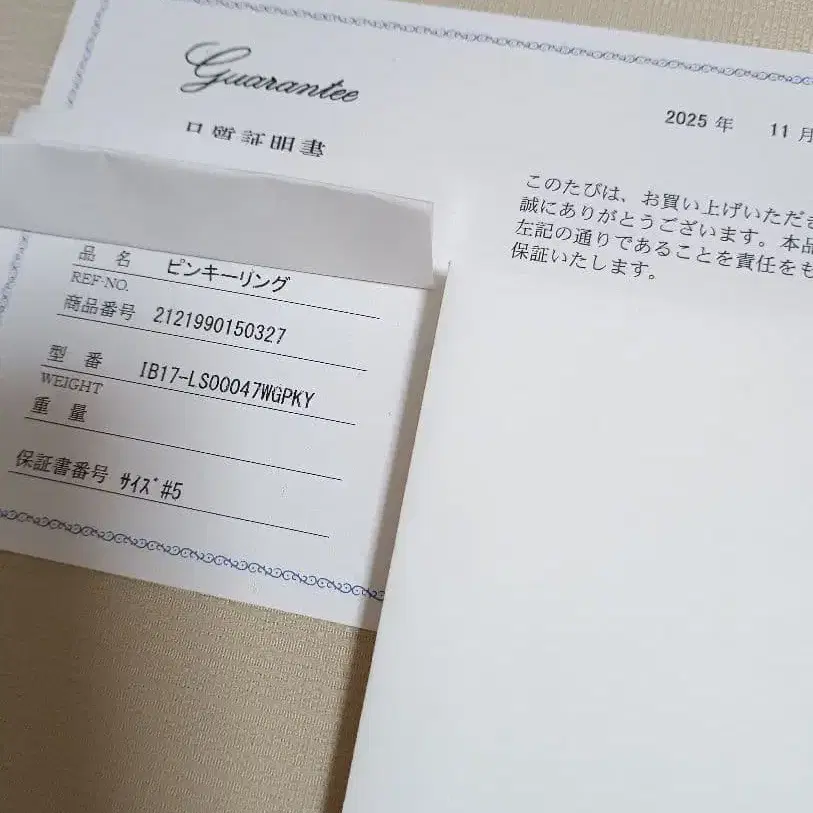 Guarantee
品質証明書
2025 年 11 月
このたびは、お買い上げいただき
誠にありがとうございます。本品
左記の通りであることを責任をも
保証いたします。
品 名 ピンキーリング
REF-NO.
商品番号 2121990150327
型 番 IB17-LS00047WGPKY
WEIGHT
重 量
保証書番号 ｻｲｽﾞ#5